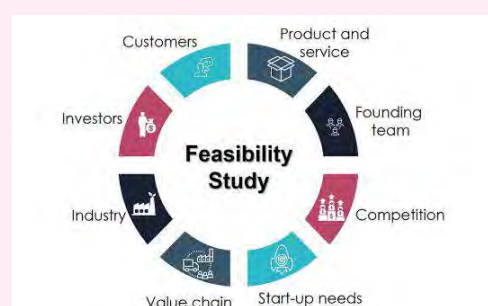 Customers
Product and
service
Investors
Founding
team
Feasibility
Study
Industry
Competition
Value chain
Start-up needs